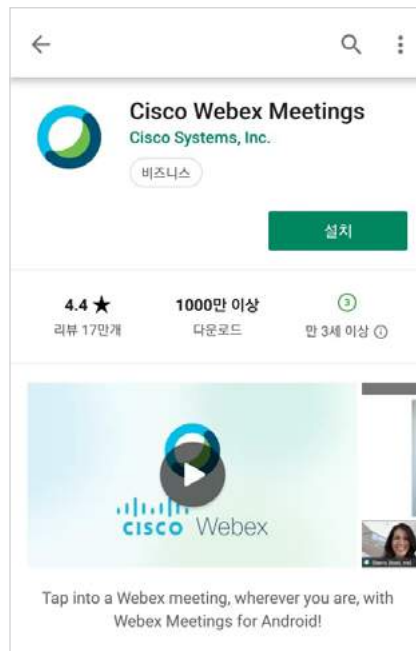 Cisco Webex Meetings
Cisco Systems, Inc.
비즈니스
설치
4.4 ★ 1000만 이상 3
리뷰 17만개 다운로드 만 3세 이상
CISCO Webex
Tap into a Webex meeting, wherever you are, with
Webex Meetings for Android!